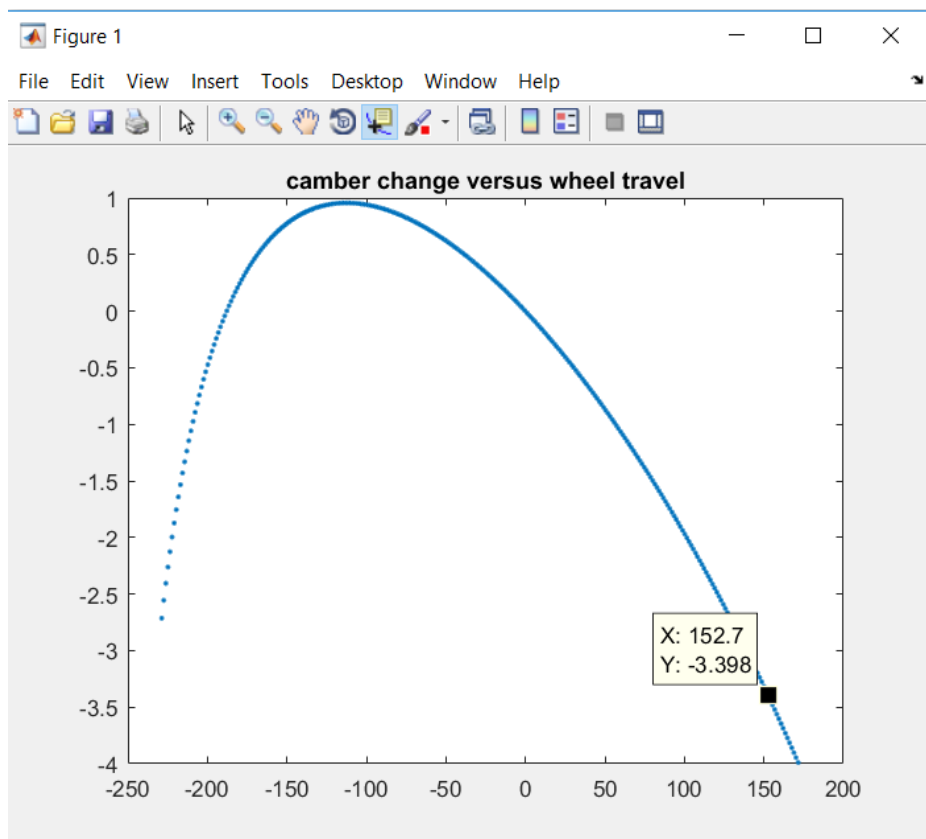 Figure 1
File Edit View Insert Tools Desktop Window Help
camber change versus wheel travel
1
0.5
0
-0.5
-1
-1.5
-2
-2.5
-3
-3.5
-4
X: 152.7
Y: -3.398
-250 -200 -150 -100 -50 0 50 100 150 200